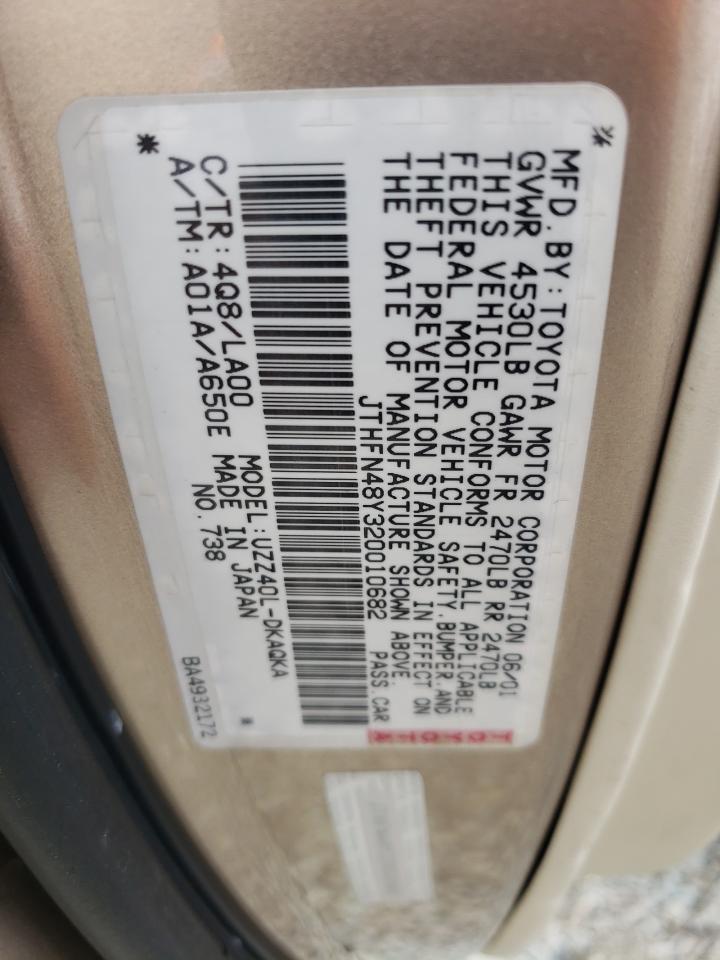 MFD. BY: TOYOTA MOTOR CORPORATION 06/01
GVWR 4530LB GAWR FR 2470LB RR 2470LB
THIS VEHICLE CONFORMS TO ALL APPLICABLE
FEDERAL MOTOR VEHICLE SAFETY, BUMPER, AND
THEFT PREVENTION STANDARDS IN EFFECT ON
THE DATE OF MANUFACTURE SHOWN ABOVE.
JTHFN48Y320010682 PASS. CAR
C/TR: 4Q8/LA00 MODEL: UZZ40L-DKAQKA
A/TM: A01A/A650E MADE IN JAPAN
NO. 738
BA4932172
TOYOTA